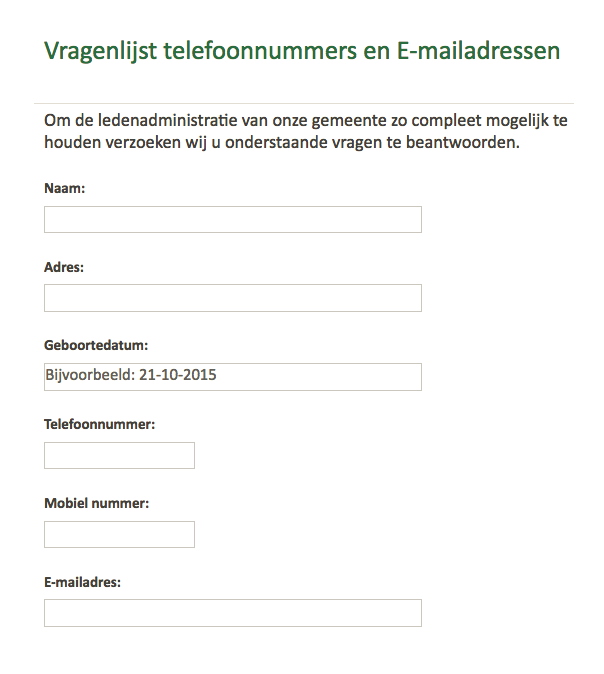 Vragenlijst telefoonnummers en E-mailadressen
Om de ledenadministratie van onze gemeente zo compleet mogelijk te
houden verzoeken wij u onderstaande vragen te beantwoorden.
Naam:
Adres:
Geboortedatum:
Bijvoorbeeld: 21-10-2015
Telefoonnummer:
Mobiel nummer:
E-mailadres: